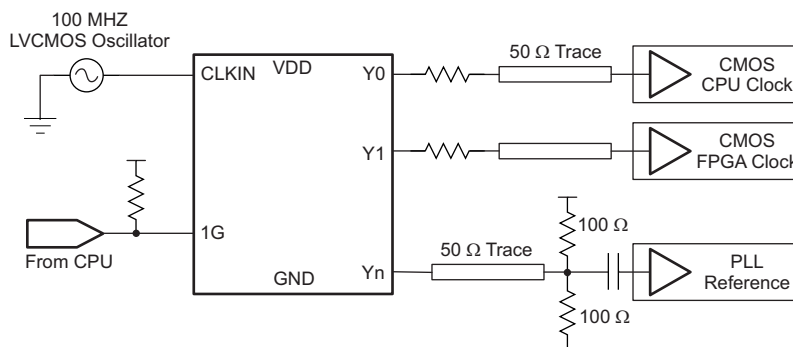 100 MHZ
LVCMOS Oscillator
CLKIN
VDD
Y0
50 Ω Trace
CMOS
CPU Clock
Y1
CMOS
FPGA Clock
1G
From CPU
GND
Yn
50 Ω Trace
100 Ω
100 Ω
PLL
Reference